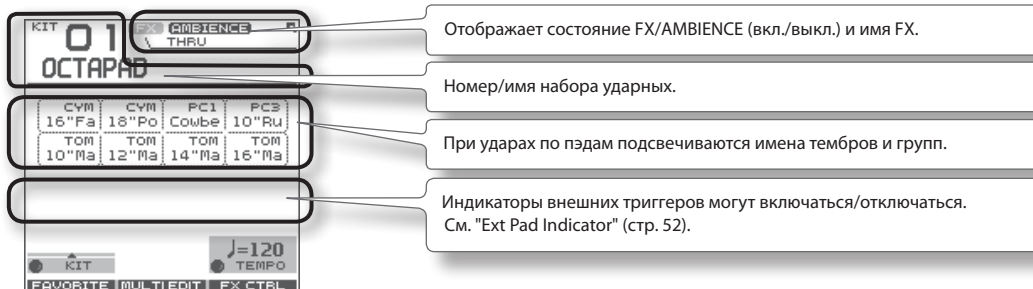 KIT 01 FX AMBIENCE
THRU
OCTAPAD
CYM CYM PC1 PC3
16"Fa 18"Po Cowbe 10"Ru
TOM TOM TOM TOM
10"Ma 12"Ma 14"Ma 16"Ma
♩=120
KIT TEMPO
FAVORITE MULTI EDIT FX CTRL
Отображает состояние FX/AMBIENCE (вкл./выкл.) и имя FX.
Номер/имя набора ударных.
При ударах по пэдам подсвечиваются имена тембров и групп.
Индикаторы внешних триггеров могут включаться/отключаться.
См. "Ext Pad Indicator" (стр. 52).